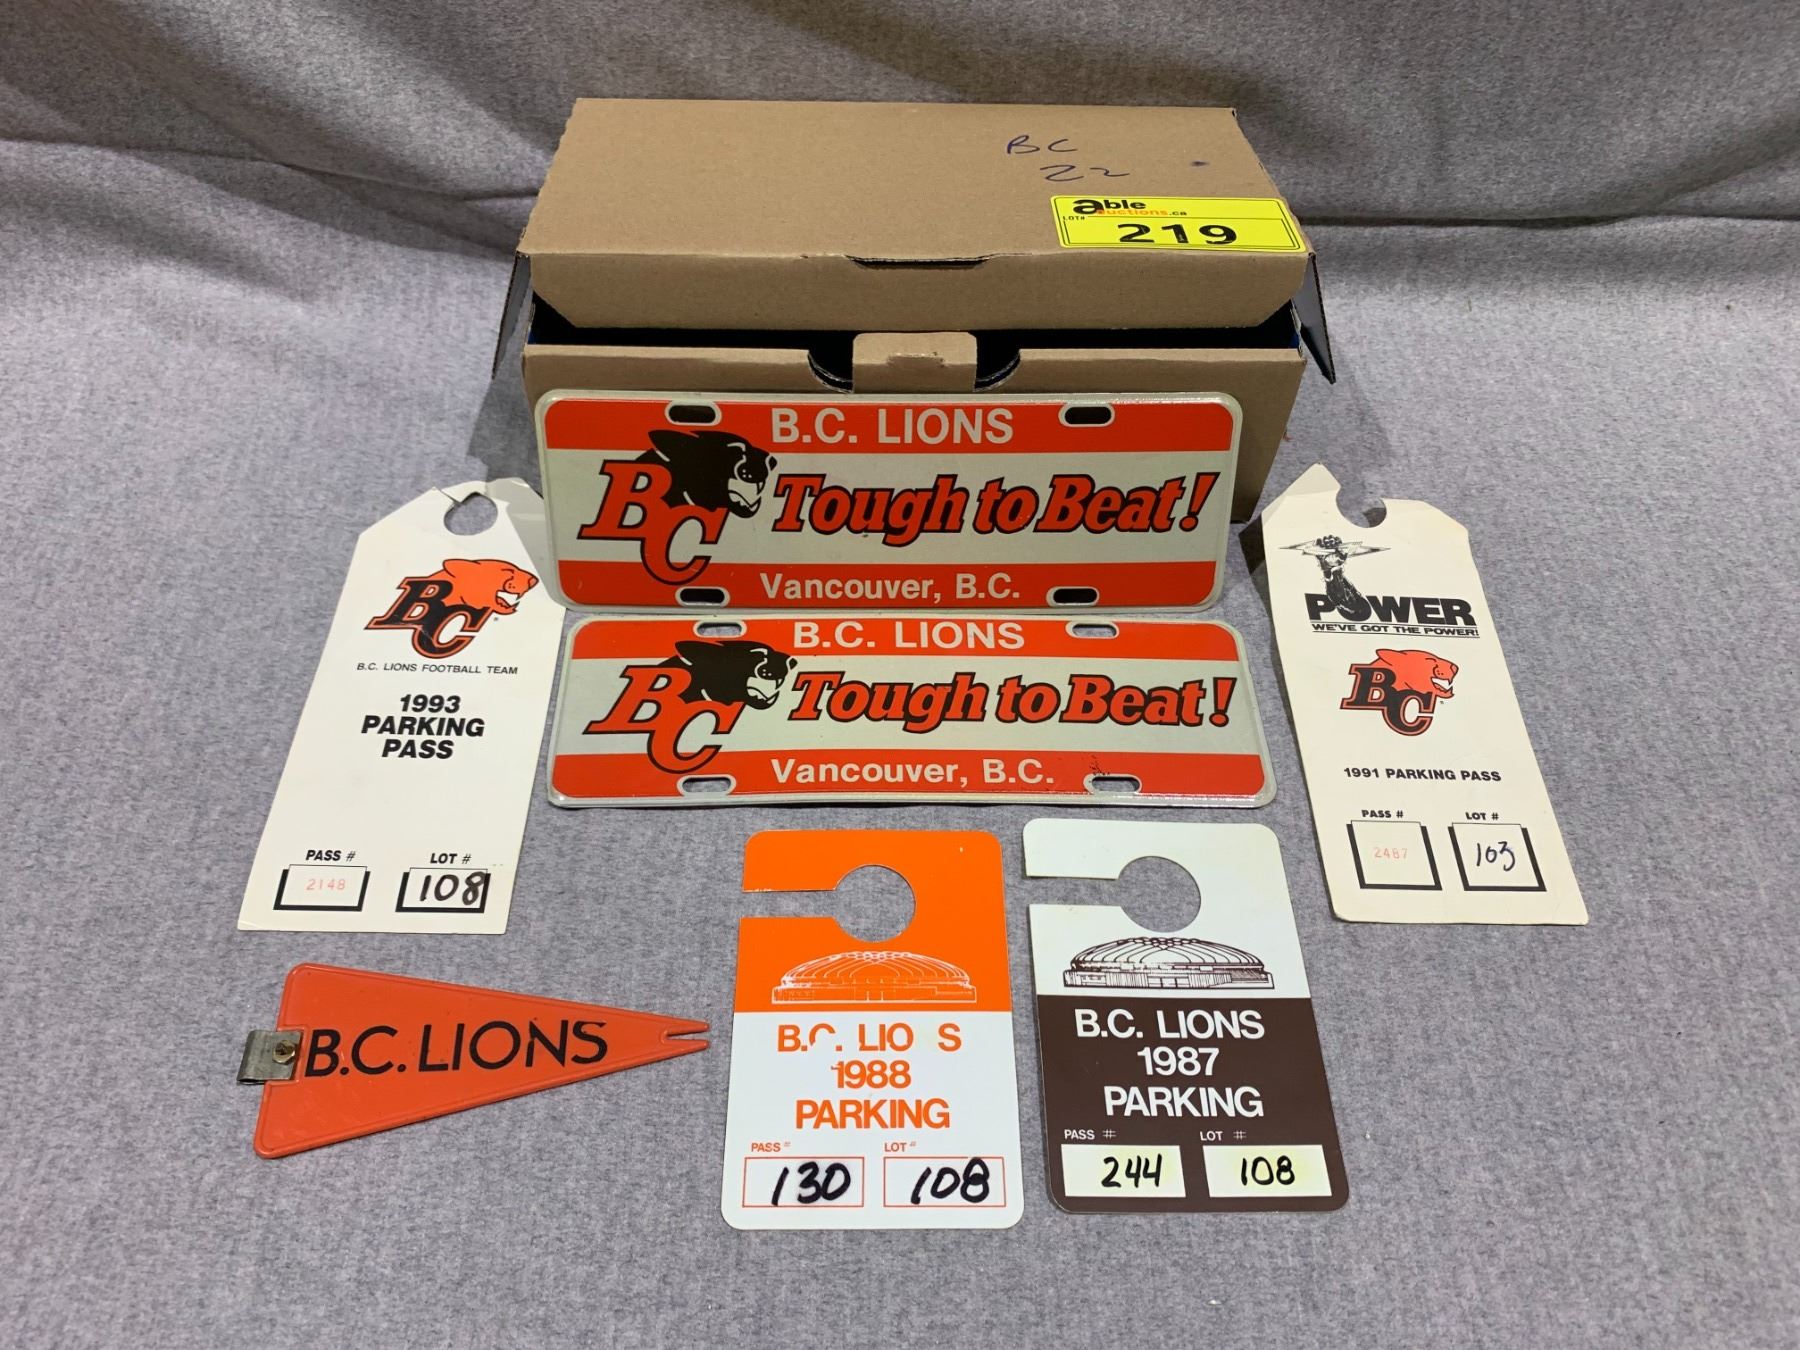 BC
22
able
auctions.ca
LOT#
219
B.C. LIONS
BC Tough to Beat!
Vancouver, B.C.
B.C. LIONS
BC Tough to Beat!
Vancouver, B.C.
BC
B.C. LIONS FOOTBALL TEAM
1993
PARKING
PASS
PASS # LOT #
2148 108
POWER
WE'VE GOT THE POWER!
BC
1991 PARKING PASS
PASS # LOT #
2487 103
B.C. LIONS
B.C. LIO S
1988
PARKING
PASS # LOT #
130 108
B.C. LIONS
1987
PARKING
PASS # LOT #
244 108